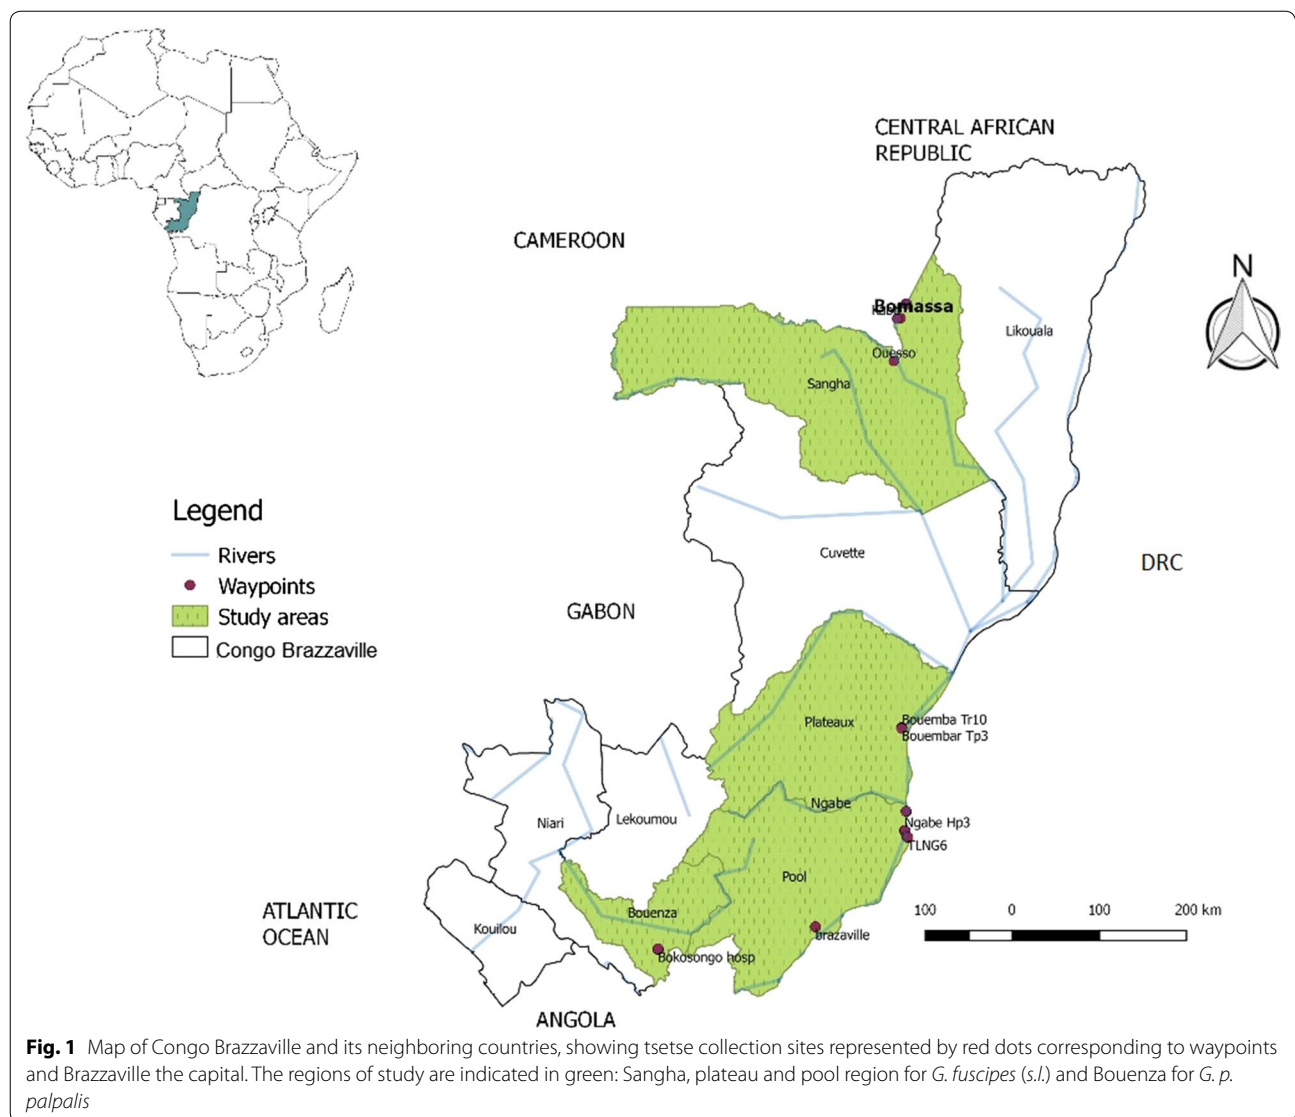 CENTRAL AFRICAN
REPUBLIC
CAMEROON
N
Bomassa
Likouala
Ouesso
Sangha
Legend
Rivers
Waypoints
Study areas
Congo Brazzaville
Cuvette
DRC
GABON
Plateaux
Bouemba Tr10
Bouembar Tp3
Ngabe
Ngabe Hp3
TLNG6
Niari
Lekoumou
Pool
ATLANTIC
OCEAN
Kouilou
Bouenza
brazaville
100 0 100 200 km
Bokosongo hosp
ANGOLA
Fig. 1 Map of Congo Brazzaville and its neighboring countries, showing tsetse collection sites represented by red dots corresponding to waypoints
and Brazzaville the capital. The regions of study are indicated in green: Sangha, plateau and pool region for G. fuscipes (s.l.) and Bouenza for G. p.
palpalis